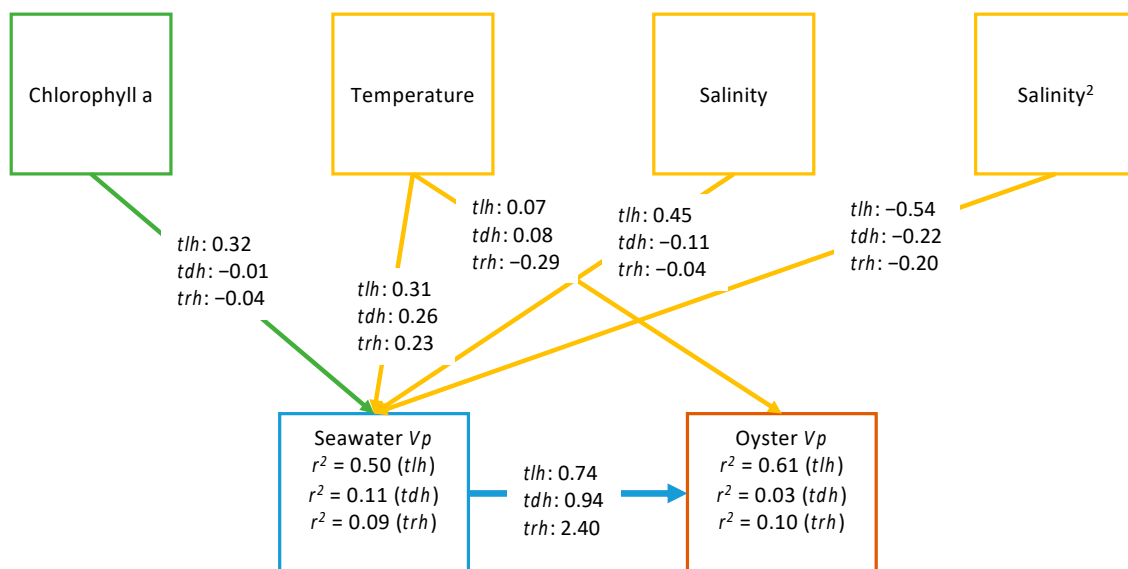 Chlorophyll a
Temperature
Salinity
Salinity²
tlh: 0.32
tdh: −0.01
trh: −0.04
tlh: 0.31
tdh: 0.26
trh: 0.23
tlh: 0.07
tdh: 0.08
trh: −0.29
tlh: 0.45
tdh: −0.11
trh: −0.04
tlh: −0.54
tdh: −0.22
trh: −0.20
Seawater Vp
r² = 0.50 (tlh)
r² = 0.11 (tdh)
r² = 0.09 (trh)
tlh: 0.74
tdh: 0.94
trh: 2.40
Oyster Vp
r² = 0.61 (tlh)
r² = 0.03 (tdh)
r² = 0.10 (trh)